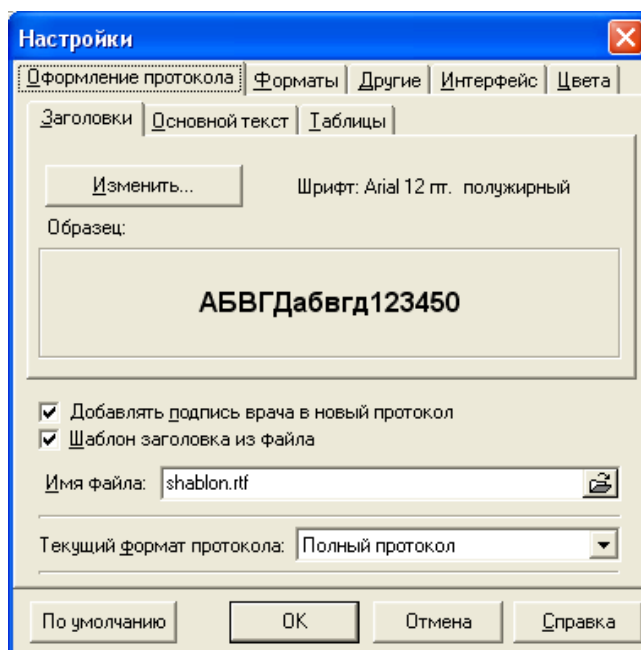 Настройки
Оформление протокола Форматы Другие Интерфейс Цвета
Заголовки Основной текст Таблицы
Изменить... Шрифт: Arial 12 пт. полужирный
Образец:
АБВГДабвгд123450
Добавлять подпись врача в новый протокол
Шаблон заголовка из файла
Имя файла: shablon.rtf
Текущий формат протокола: Полный протокол
По умолчанию OK Отмена Справка